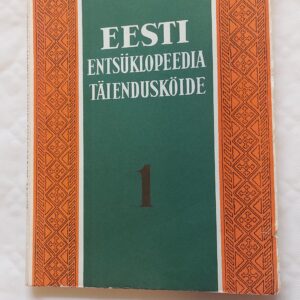 EESTI
ENTSÜKLOPEEDIA
TÄIENDUSKÖIDE
1